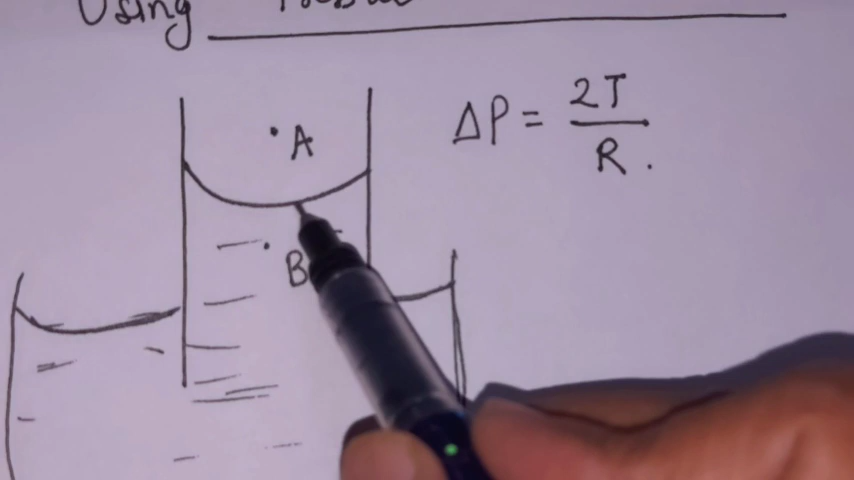 Using
A
ΔP = 2T / R .
B